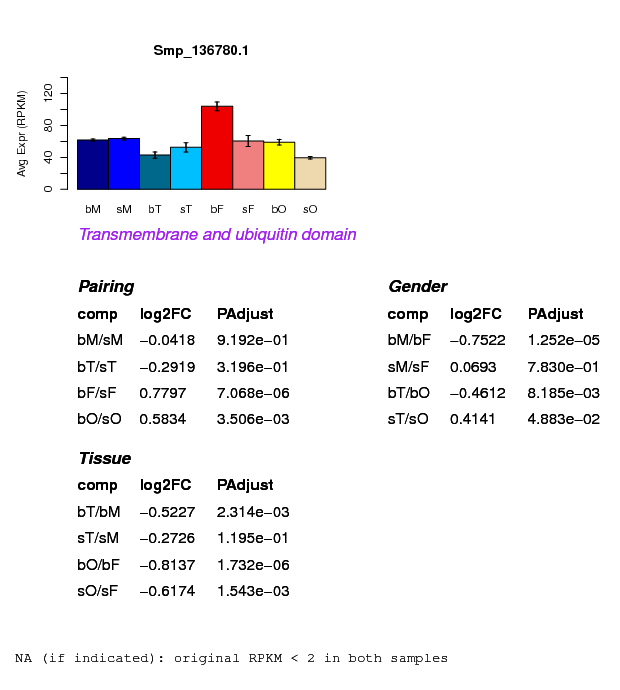 Smp_136780.1
Avg Expr (RPKM)
0 40 80 120
bM sM bT sT bF sF bO sO
Transmembrane and ubiquitin domain
Pairing
comp log2FC PAdjust
bM/sM −0.0418 9.192e−01
bT/sT −0.2919 3.196e−01
bF/sF 0.7797 7.068e−06
bO/sO 0.5834 3.506e−03
Gender
comp log2FC PAdjust
bM/bF −0.7522 1.252e−05
sM/sF 0.0693 7.830e−01
bT/bO −0.4612 8.185e−03
sT/sO 0.4141 4.883e−02
Tissue
comp log2FC PAdjust
bT/bM −0.5227 2.314e−03
sT/sM −0.2726 1.195e−01
bO/bF −0.8137 1.732e−06
sO/sF −0.6174 1.543e−03
NA (if indicated): original RPKM < 2 in both samples